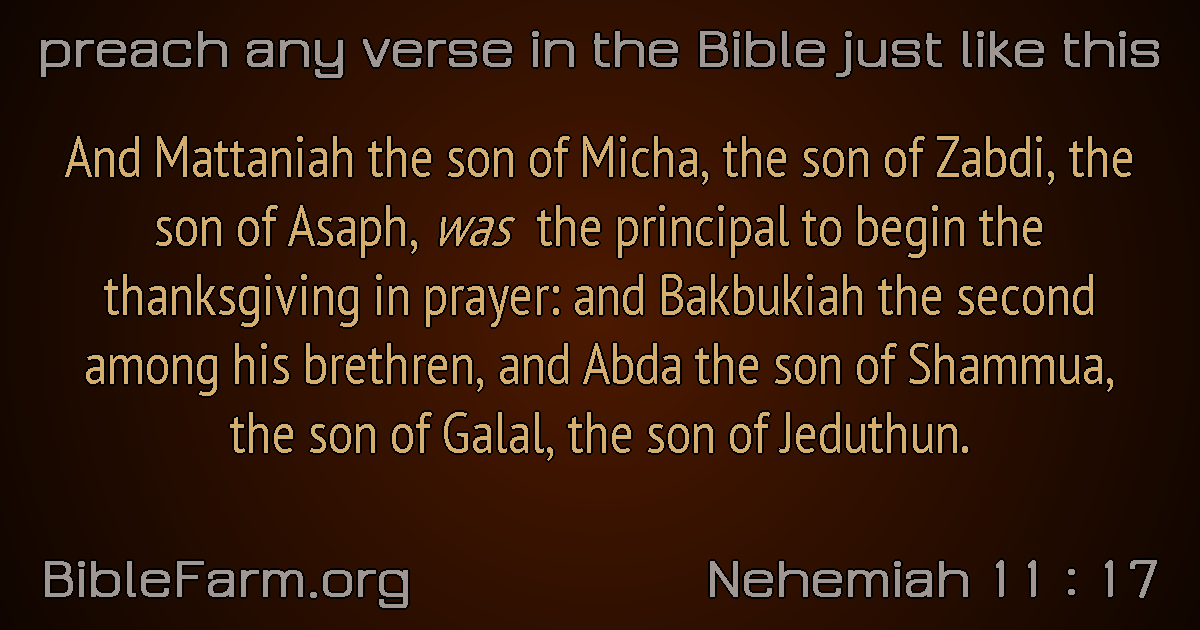 preach any verse in the Bible just like this
And Mattaniah the son of Micha, the son of Zabdi, the
son of Asaph, was the principal to begin the
thanksgiving in prayer: and Bakbukiah the second
among his brethren, and Abda the son of Shammua,
the son of Galal, the son of Jeduthun.
BibleFarm.org
Nehemiah 11 : 17